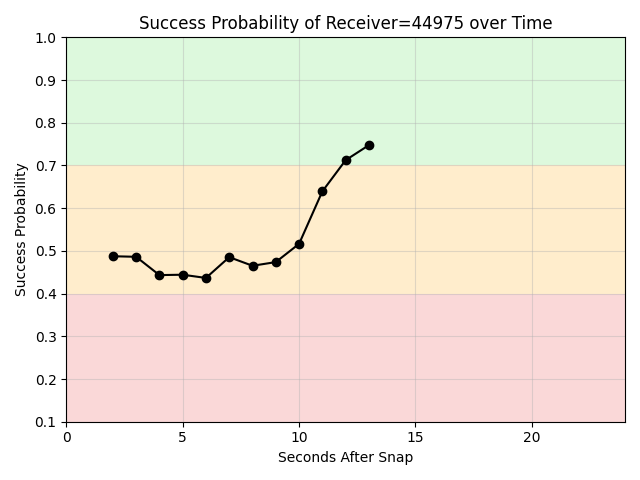 Success Probability of Receiver=44975 over Time
1.0
0.9
0.8
0.7
0.6
0.5
0.4
0.3
0.2
0.1
Success Probability
0 5 10 15 20
Seconds After Snap